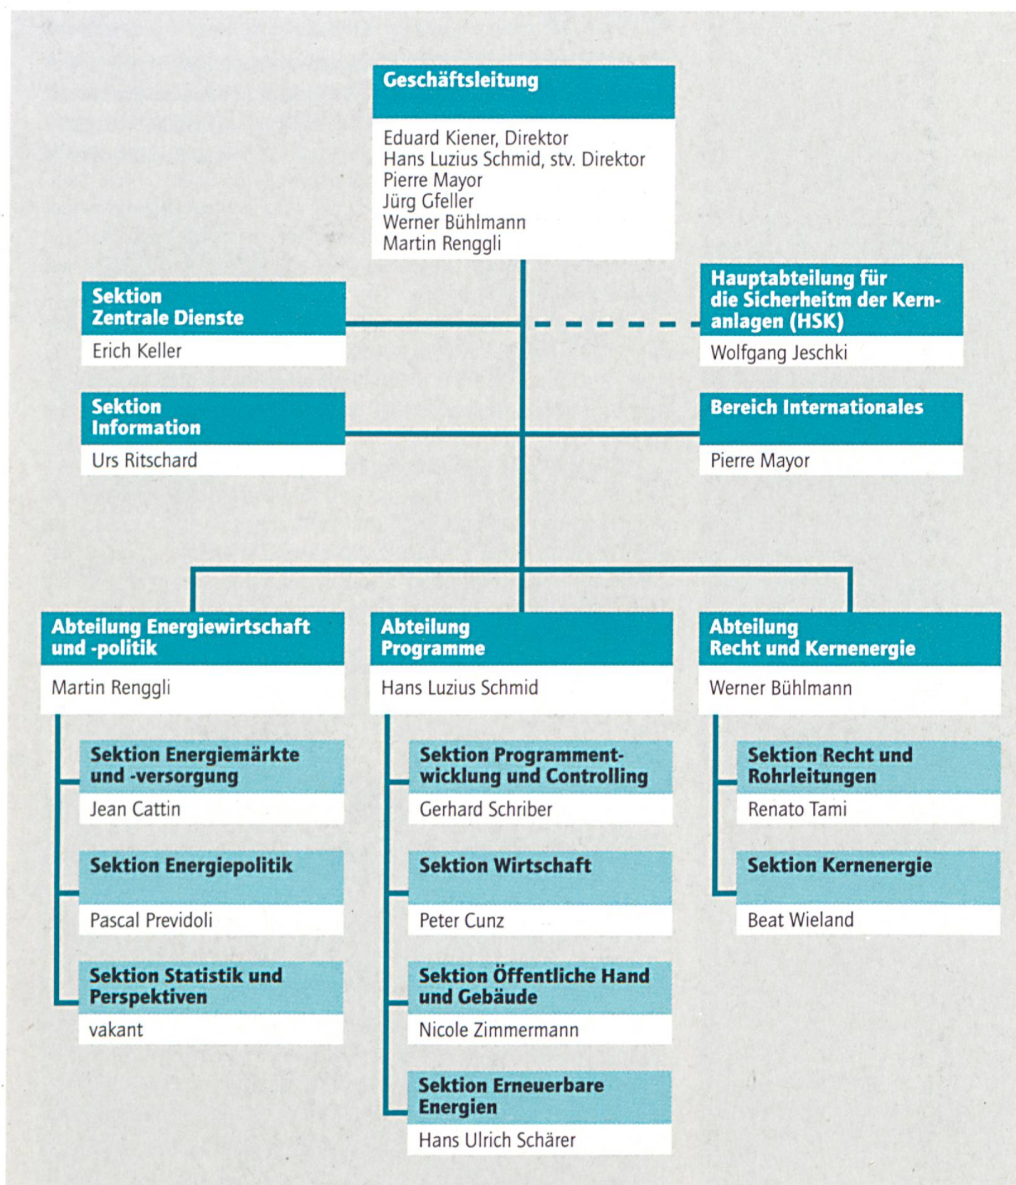 Geschäftsleitung
Eduard Kiener, Direktor
Hans Luzius Schmid, stv. Direktor
Pierre Mayor
Jürg Gfeller
Werner Bühlmann
Martin Renggli
Sektion
Zentrale Dienste
Erich Keller
Hauptabteilung für
die Sicherheitm der Kern-
anlagen (HSK)
Wolfgang Jeschki
Sektion
Information
Urs Ritschard
Bereich Internationales
Pierre Mayor
Abteilung Energiewirtschaft
und -politik
Martin Renggli
Sektion Energiemärkte
und -versorgung
Jean Cattin
Sektion Energiepolitik
Pascal Previdoli
Sektion Statistik und
Perspektiven
vakant
Abteilung
Programme
Hans Luzius Schmid
Sektion Programment-
wicklung und Controlling
Gerhard Schriber
Sektion Wirtschaft
Peter Cunz
Sektion Öffentliche Hand
und Gebäude
Nicole Zimmermann
Sektion Erneuerbare
Energien
Hans Ulrich Schärer
Abteilung
Recht und Kernenergie
Werner Bühlmann
Sektion Recht und
Rohrleitungen
Renato Tami
Sektion Kernenergie
Beat Wieland